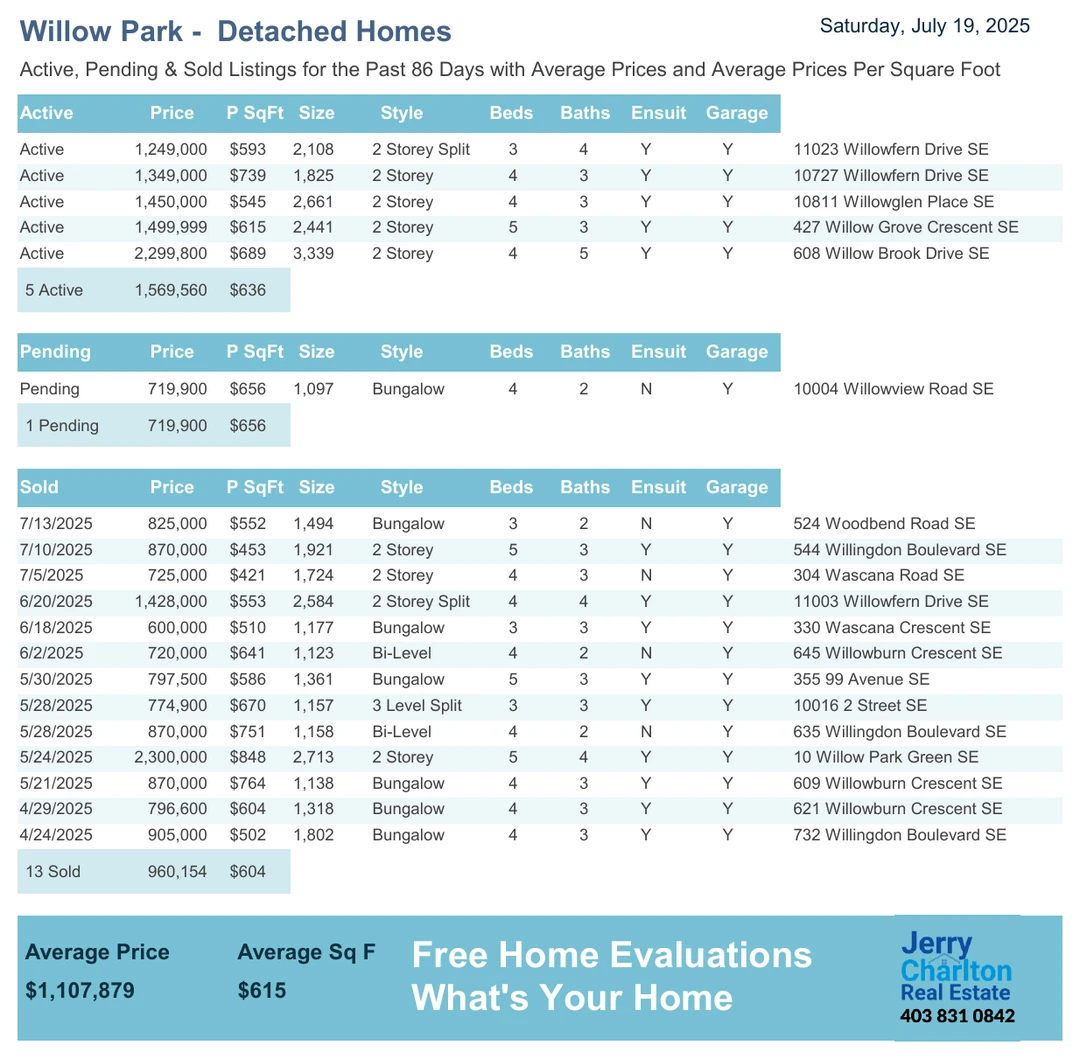 Willow Park - Detached Homes
Saturday, July 19, 2025
Active, Pending & Sold Listings for the Past 86 Days with Average Prices and Average Prices Per Square Foot
Active Price P SqFt Size Style Beds Baths Ensuit Garage
Active 1,249,000 $593 2,108 2 Storey Split 3 4 Y Y 11023 Willowfern Drive SE
Active 1,349,000 $739 1,825 2 Storey 4 3 Y Y 10727 Willowfern Drive SE
Active 1,450,000 $545 2,661 2 Storey 4 3 Y Y 10811 Willowglen Place SE
Active 1,499,999 $615 2,441 2 Storey 5 3 Y Y 427 Willow Grove Crescent SE
Active 2,299,800 $689 3,339 2 Storey 4 5 Y Y 608 Willow Brook Drive SE
5 Active 1,569,560 $636
Pending Price P SqFt Size Style Beds Baths Ensuit Garage
Pending 719,900 $656 1,097 Bungalow 4 2 N Y 10004 Willowview Road SE
1 Pending 719,900 $656
Sold Price P SqFt Size Style Beds Baths Ensuit Garage
7/13/2025 825,000 $552 1,494 Bungalow 3 2 N Y 524 Woodbend Road SE
7/10/2025 870,000 $453 1,921 2 Storey 5 3 Y Y 544 Willingdon Boulevard SE
7/5/2025 725,000 $421 1,724 2 Storey 4 3 N Y 304 Wascana Road SE
6/20/2025 1,428,000 $553 2,584 2 Storey Split 4 4 Y Y 11003 Willowfern Drive SE
6/18/2025 600,000 $510 1,177 Bungalow 3 3 Y Y 330 Wascana Crescent SE
6/2/2025 720,000 $641 1,123 Bi-Level 4 2 N Y 645 Willowburn Crescent SE
5/30/2025 797,500 $586 1,361 Bungalow 5 3 Y Y 355 99 Avenue SE
5/28/2025 774,900 $670 1,157 3 Level Split 3 3 Y Y 10016 2 Street SE
5/28/2025 870,000 $751 1,158 Bi-Level 4 2 N Y 635 Willingdon Boulevard SE
5/24/2025 2,300,000 $848 2,713 2 Storey 5 4 Y Y 10 Willow Park Green SE
5/21/2025 870,000 $764 1,138 Bungalow 4 3 Y Y 609 Willowburn Crescent SE
4/29/2025 796,600 $604 1,318 Bungalow 4 3 Y Y 621 Willowburn Crescent SE
4/24/2025 905,000 $502 1,802 Bungalow 4 3 Y Y 732 Willingdon Boulevard SE
13 Sold 960,154 $604
Average Price Average Sq F
$1,107,879 $615
Free Home Evaluations
What's Your Home
Jerry
Charlton
Real Estate
403 831 0842